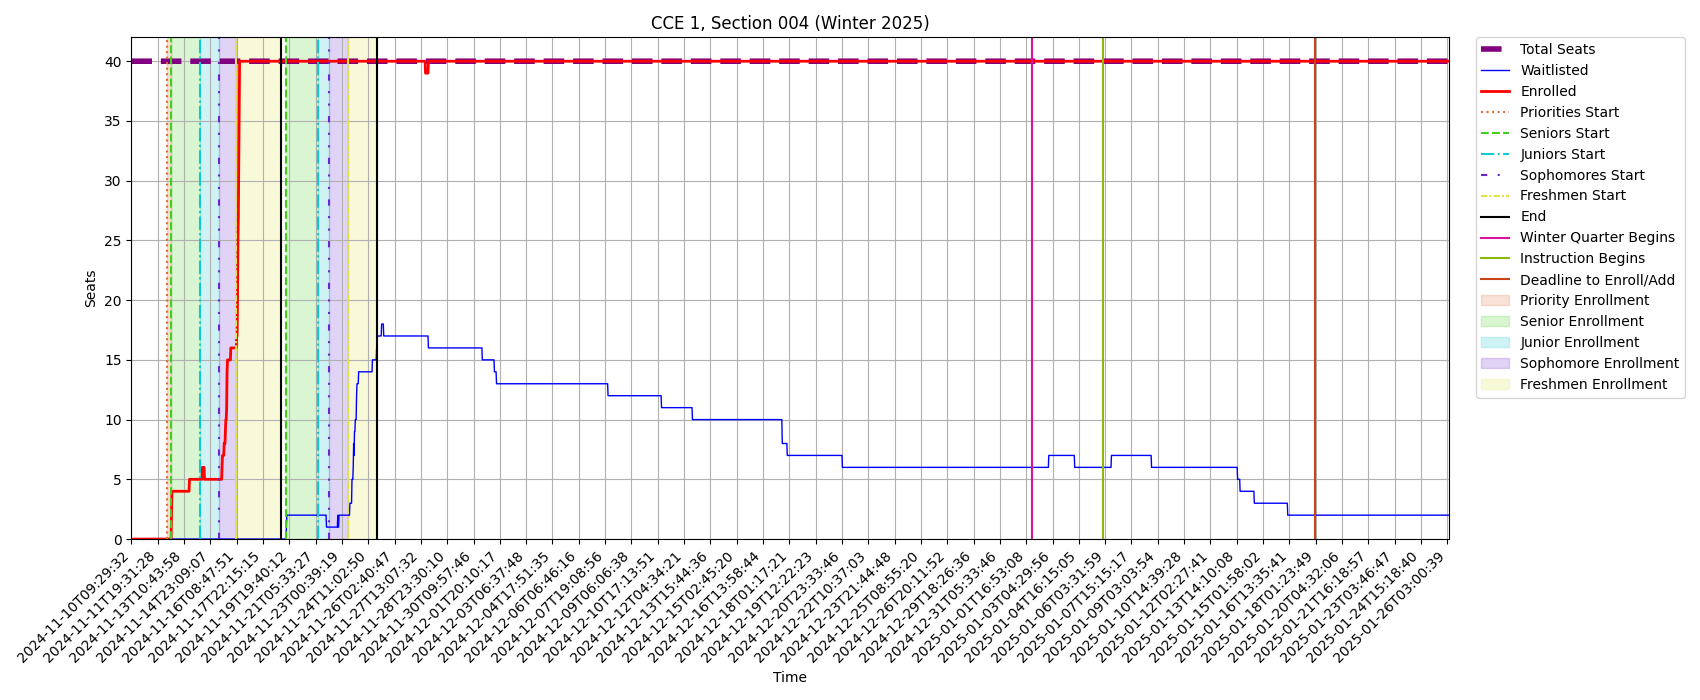 CCE 1, Section 004 (Winter 2025)
Seats
40
35
30
25
20
15
10
5
0
Total Seats
Waitlisted
Enrolled
Priorities Start
Seniors Start
Juniors Start
Sophomores Start
Freshmen Start
End
Winter Quarter Begins
Instruction Begins
Deadline to Enroll/Add
Priority Enrollment
Senior Enrollment
Junior Enrollment
Sophomore Enrollment
Freshmen Enrollment
2024-11-10T09:29:32
2024-11-11T19:31:28
2024-11-13T10:43:58
2024-11-14T23:09:07
2024-11-16T08:47:51
2024-11-17T22:15:15
2024-11-19T19:40:12
2024-11-21T05:33:27
2024-11-23T00:39:19
2024-11-24T11:02:50
2024-11-26T02:40:47
2024-11-27T13:07:32
2024-11-28T23:30:10
2024-11-30T09:57:46
2024-12-01T20:10:17
2024-12-03T06:37:48
2024-12-04T17:51:35
2024-12-06T06:46:16
2024-12-07T19:08:56
2024-12-09T06:06:38
2024-12-10T17:13:51
2024-12-12T04:34:21
2024-12-13T15:44:36
2024-12-15T02:45:20
2024-12-16T13:58:44
2024-12-18T01:17:21
2024-12-19T12:22:23
2024-12-20T23:33:46
2024-12-22T10:37:03
2024-12-23T21:44:48
2024-12-25T08:55:20
2024-12-26T20:11:52
2024-12-29T18:26:36
2024-12-31T05:33:46
2025-01-01T16:53:08
2025-01-03T04:29:56
2025-01-04T16:15:05
2025-01-06T03:31:59
2025-01-07T15:15:17
2025-01-09T03:03:54
2025-01-10T14:39:28
2025-01-12T02:27:41
2025-01-13T14:10:08
2025-01-15T01:58:02
2025-01-16T13:35:41
2025-01-18T01:23:49
2025-01-20T04:32:06
2025-01-21T16:18:57
2025-01-23T03:46:47
2025-01-24T15:18:40
2025-01-26T03:00:39
Time